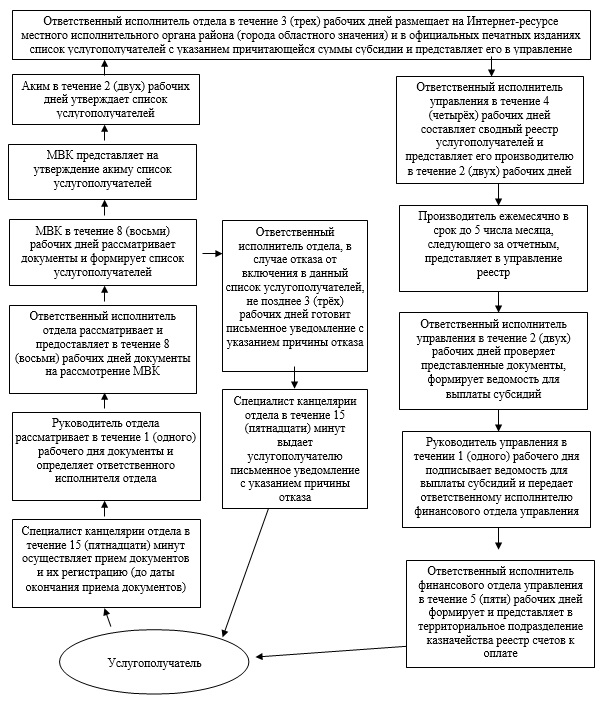 Ответственный исполнитель отдела в течение 3 (трех) рабочих дней размещает на Интернет-ресурсе
местного исполнительного органа района (города областного значения) и в официальных печатных изданиях
список услугополучателей с указанием причитающейся суммы субсидии и представляет его в управление
Аким в течение 2 (двух) рабочих
дней утверждает список
услугополучателей
МВК представляет на
утверждение акиму список
услугополучателей
МВК в течение 8 (восьми)
рабочих дней рассматривает
документы и формирует список
услугополучателей
Ответственный исполнитель
отдела рассматривает и
предоставляет в течение 8
(восьми) рабочих дней документы
на рассмотрение МВК
Руководитель отдела
рассматривает в течение 1 (одного)
рабочего дня документы и
определяет ответственного
исполнителя отдела
Специалист канцелярии отдела в
течение 15 (пятнадцати) минут
осуществляет прием документов
и их регистрацию (до даты
окончания приема документов)
Ответственный
исполнитель отдела, в
случае отказа от
включения в данный
список услугополучателей,
не позднее 3 (трёх)
рабочих дней готовит
письменное уведомление с
указанием причины отказа
Специалист канцелярии
отдела в течение 15
(пятнадцати) минут
выдает
услугополучателю
письменное уведомление
с указанием причины
отказа
Ответственный исполнитель
управления в течение 4
(четырёх) рабочих дней
составляет сводный реестр
услугополучателей и
представляет его производителю
в течение 2 (двух) рабочих дней
Производитель ежемесячно в
срок до 5 числа месяца,
следующего за отчетным,
представляет в управление
реестр
Ответственный исполнитель
управления в течение 2 (двух)
рабочих дней проверяет
представленные документы,
формирует ведомость для
выплаты субсидий
Руководитель управления в
течении 1 (одного) рабочего дня
подписывает ведомость для
выплаты субсидий и передает
ответственному исполнителю
финансового отдела управления
Ответственный исполнитель
финансового отдела управления
в течение 5 (пяти) рабочих дней
формирует и представляет в
территориальное подразделение
казначейства реестр счетов к
оплате
Услугополучатель